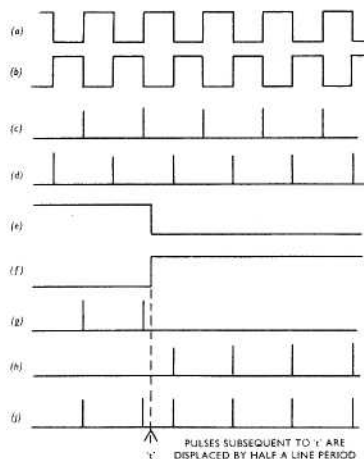 (a)
(b)
(c)
(d)
(e)
(f)
(g)
(h)
(j)
't'
PULSES SUBSEQUENT TO 't' ARE
DISPLACED BY HALF A LINE PERIOD